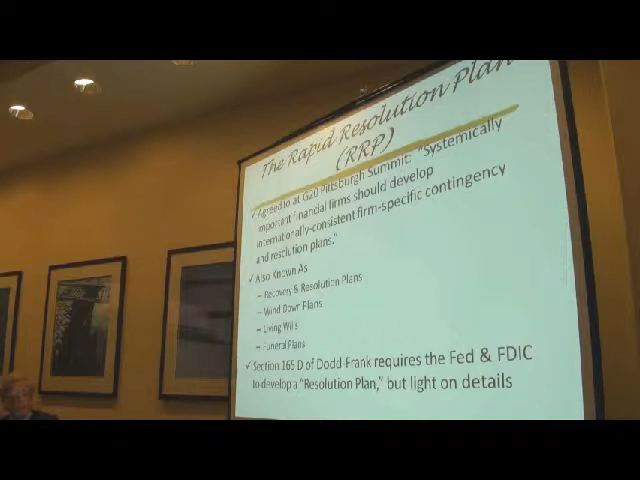 The Rapid Resolution Plan
(RRP)
✓ Agreed to at G20 Pittsburgh Summit: "Systemically
important financial firms should develop
internationally-consistent firm-specific contingency
and resolution plans."
✓ Also Known As
– Recovery & Resolution Plans
– Wind Down Plans
– Living Wills
– Funeral Plans
✓ Section 165 D of Dodd-Frank requires the Fed & FDIC
to develop a "Resolution Plan," but light on details